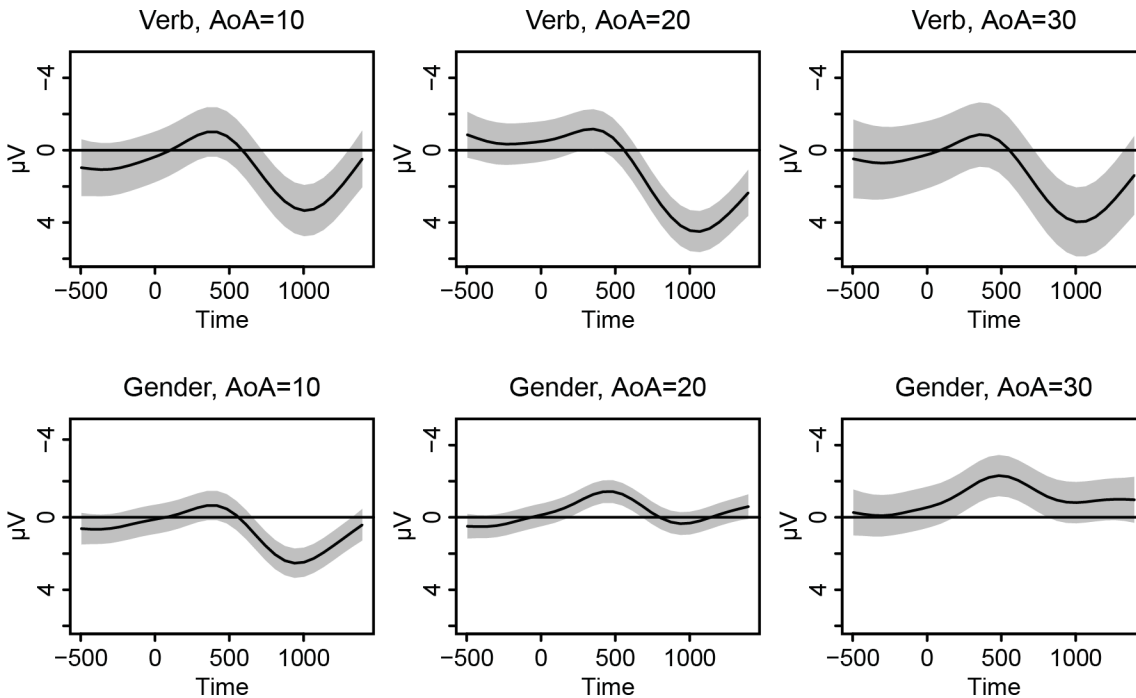 Verb, AoA=10
−4
0
4
µV
−500 0 500 1000
Time
Verb, AoA=20
−4
0
4
µV
−500 0 500 1000
Time
Verb, AoA=30
−4
0
4
µV
−500 0 500 1000
Time
Gender, AoA=10
−4
0
4
µV
−500 0 500 1000
Time
Gender, AoA=20
−4
0
4
µV
−500 0 500 1000
Time
Gender, AoA=30
−4
0
4
µV
−500 0 500 1000
Time